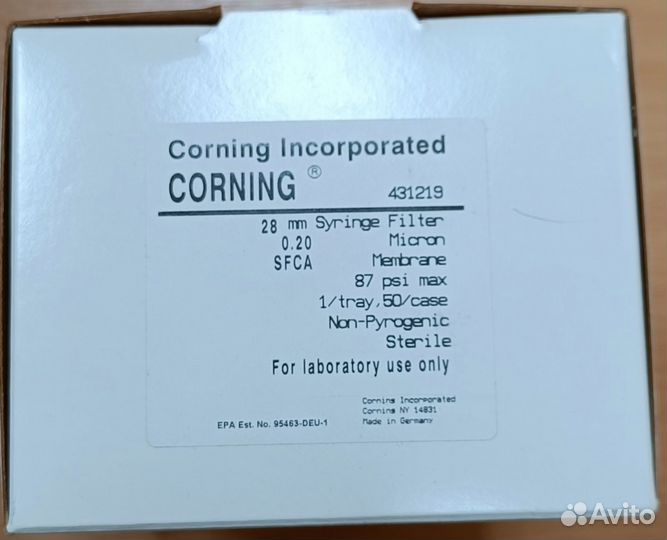 Corning Incorporated
CORNING ® 431219
28 mm Syringe Filter
0.20 Micron
SFCA Membrane
87 psi max
1/tray,50/case
Non-Pyrogenic
Sterile
For laboratory use only
Corning Incorporated
Corning NY 14831
EPA Est. No. 95463-DEU-1 Made in Germany
Avito